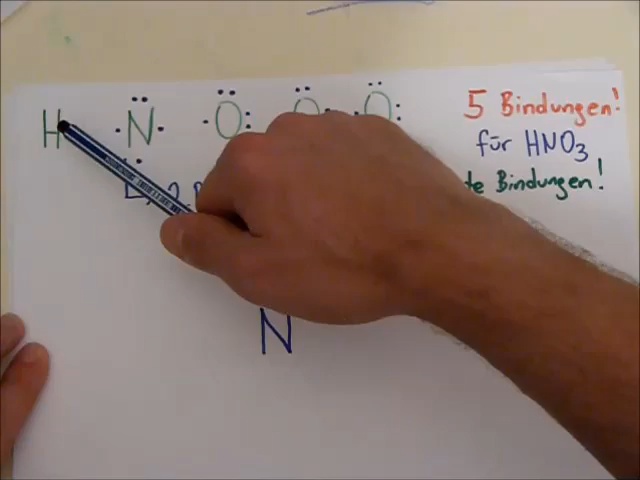 H N O O O
5 Bindungen!
für HNO3
te Bindungen!
N